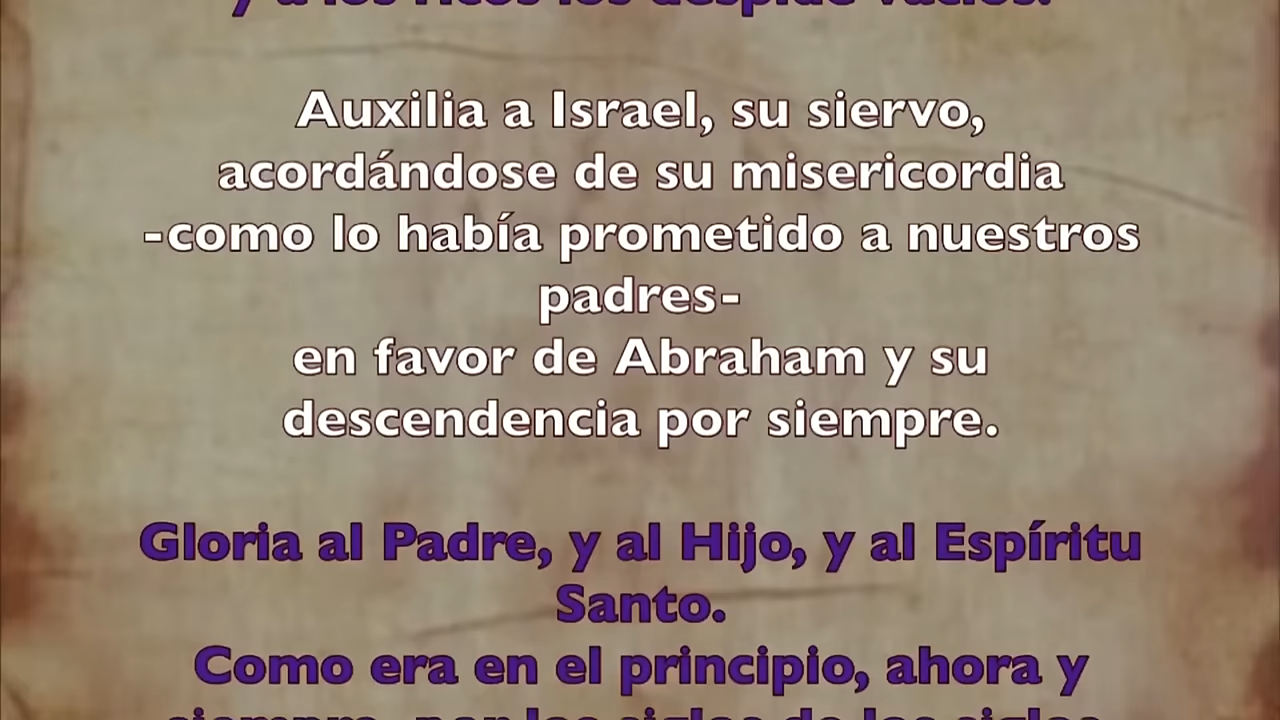 y a los ricos los despide vacíos.
Auxilia a Israel, su siervo,
acordándose de su misericordia
-como lo había prometido a nuestros
padres-
en favor de Abraham y su
descendencia por siempre.
Gloria al Padre, y al Hijo, y al Espíritu
Santo.
Como era en el principio, ahora y
siempre, por los siglos de los siglos